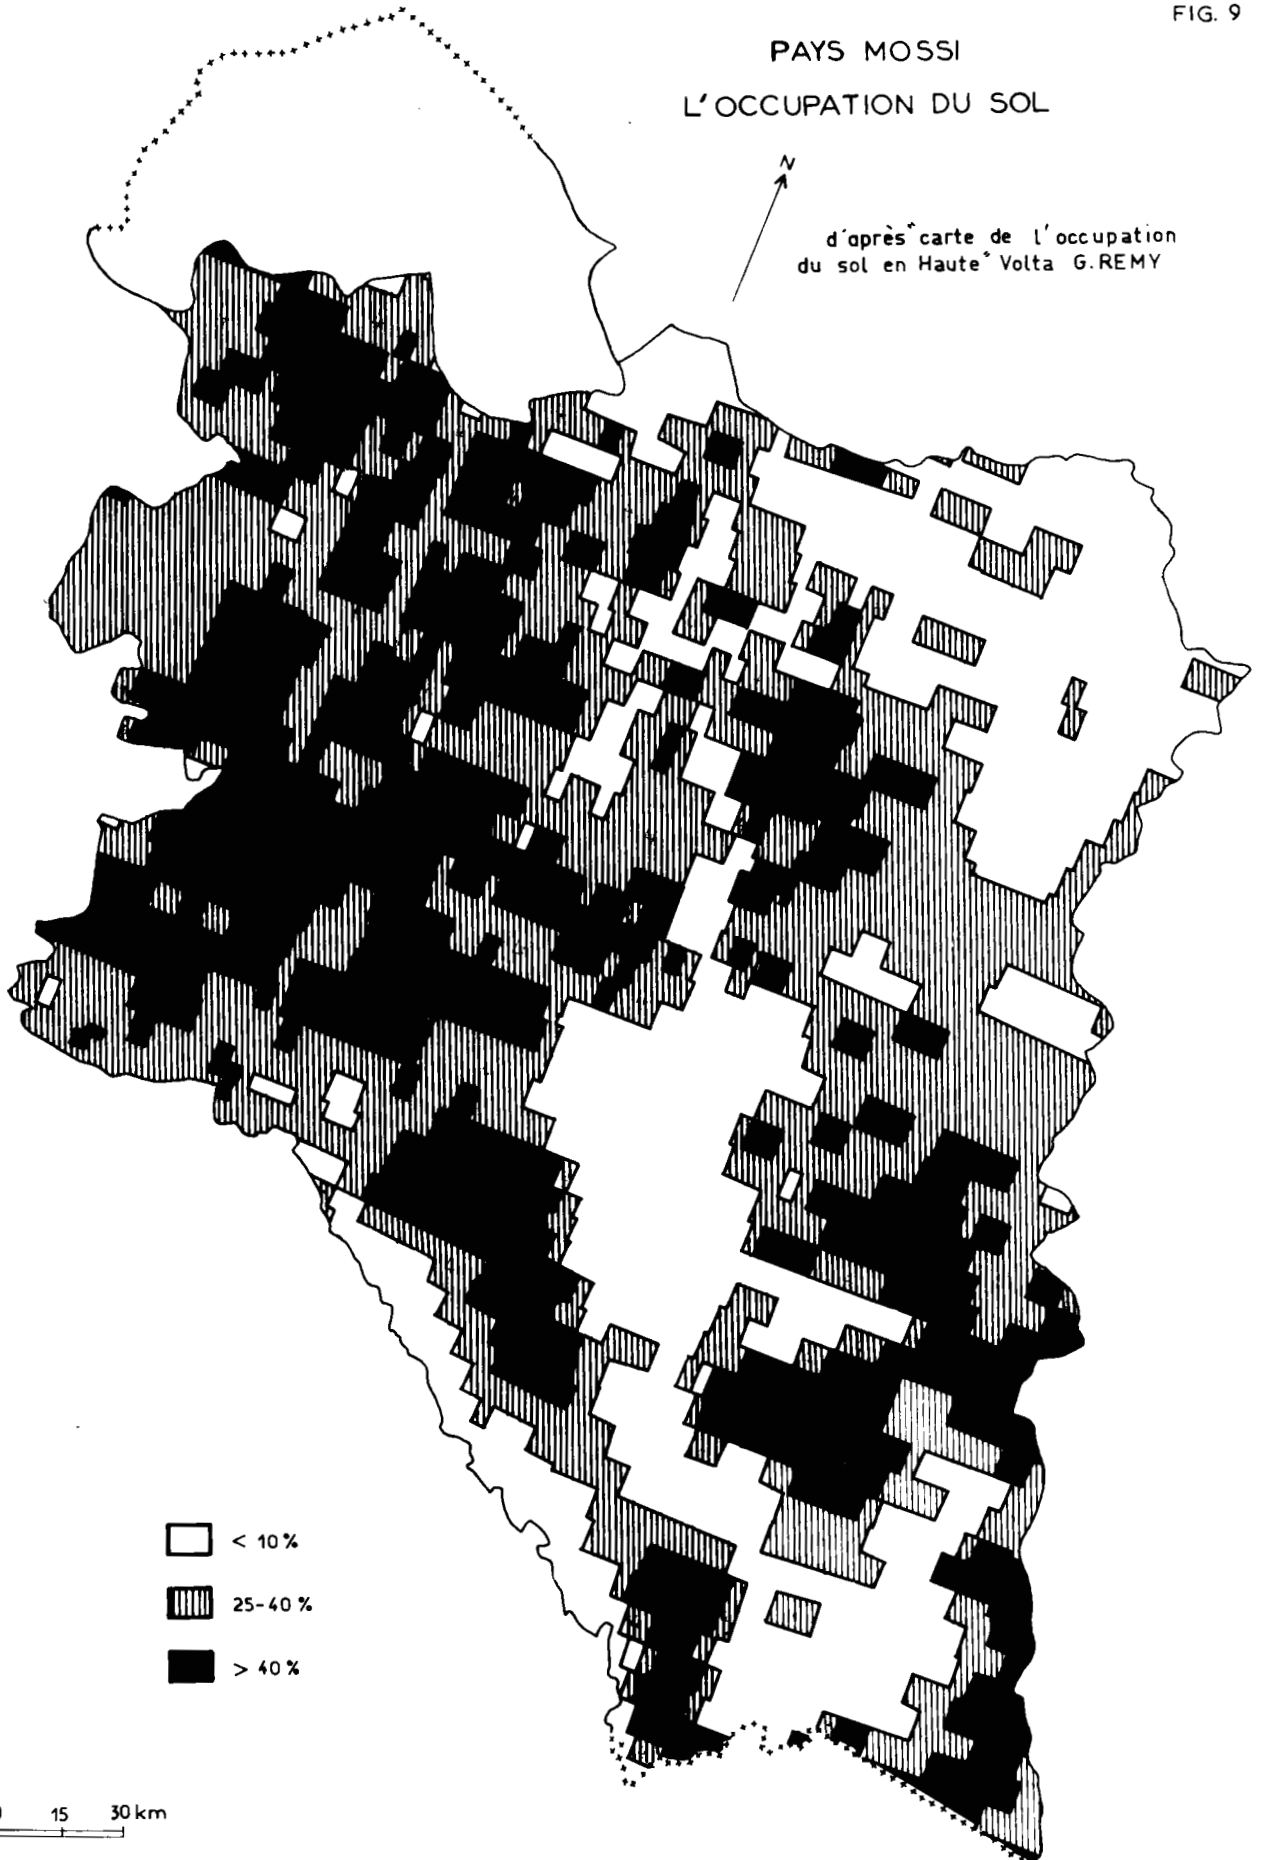 FIG. 9
PAYS MOSSI
L'OCCUPATION DU SOL
N
d'après "carte de l'occupation
du sol en Haute" Volta G. REMY
< 10 %
25-40 %
> 40 %
15 30 km